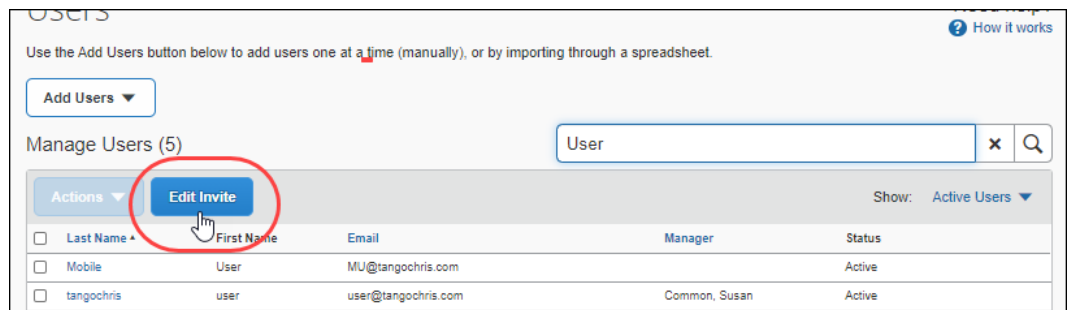 Users
How it works
Use the Add Users button below to add users one at a time (manually), or by importing through a spreadsheet.
Add Users
Manage Users (5)
User
Actions
Edit Invite
Show: Active Users
Last Name First Name Email Manager Status
Mobile User MU@tangochris.com Active
tangochris user user@tangochris.com Common, Susan Active